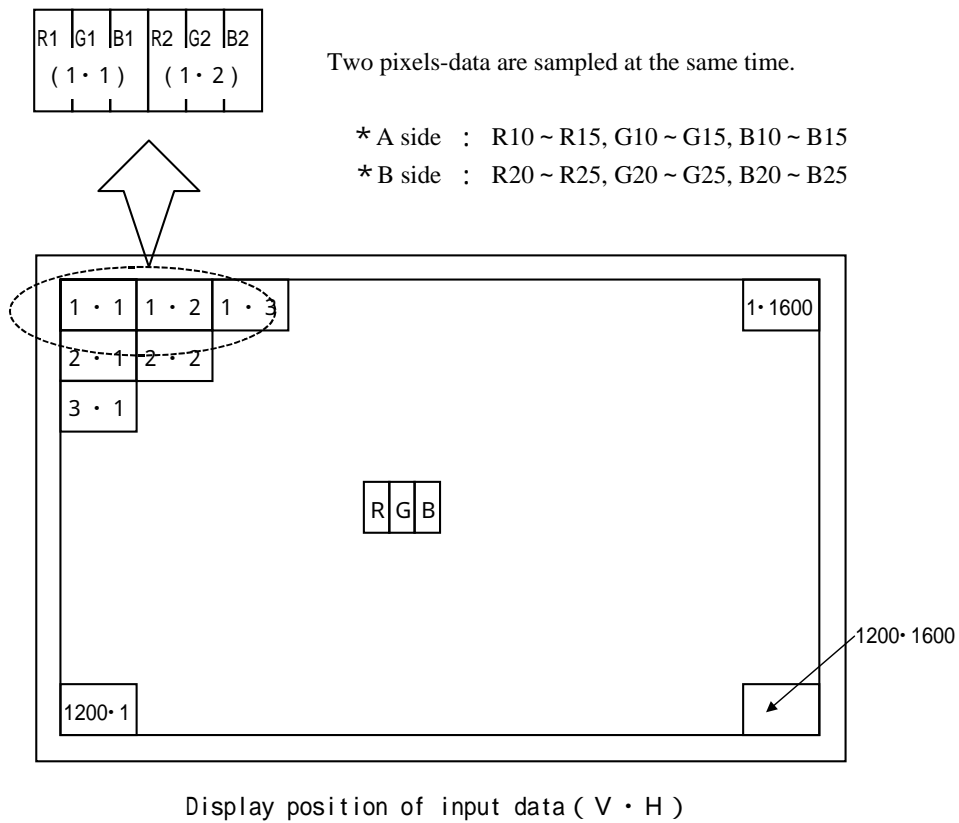 R1 G1 B1 R2 G2 B2
(1・1) (1・2)
Two pixels-data are sampled at the same time.
*A side : R10~R15, G10~G15, B10~B15
*B side : R20~R25, G20~G25, B20~B25
1・1 1・2 1・3 1・1600
2・1 2・2
3・1
R G B
1200・1600
1200・1
Display position of input data(V・H)